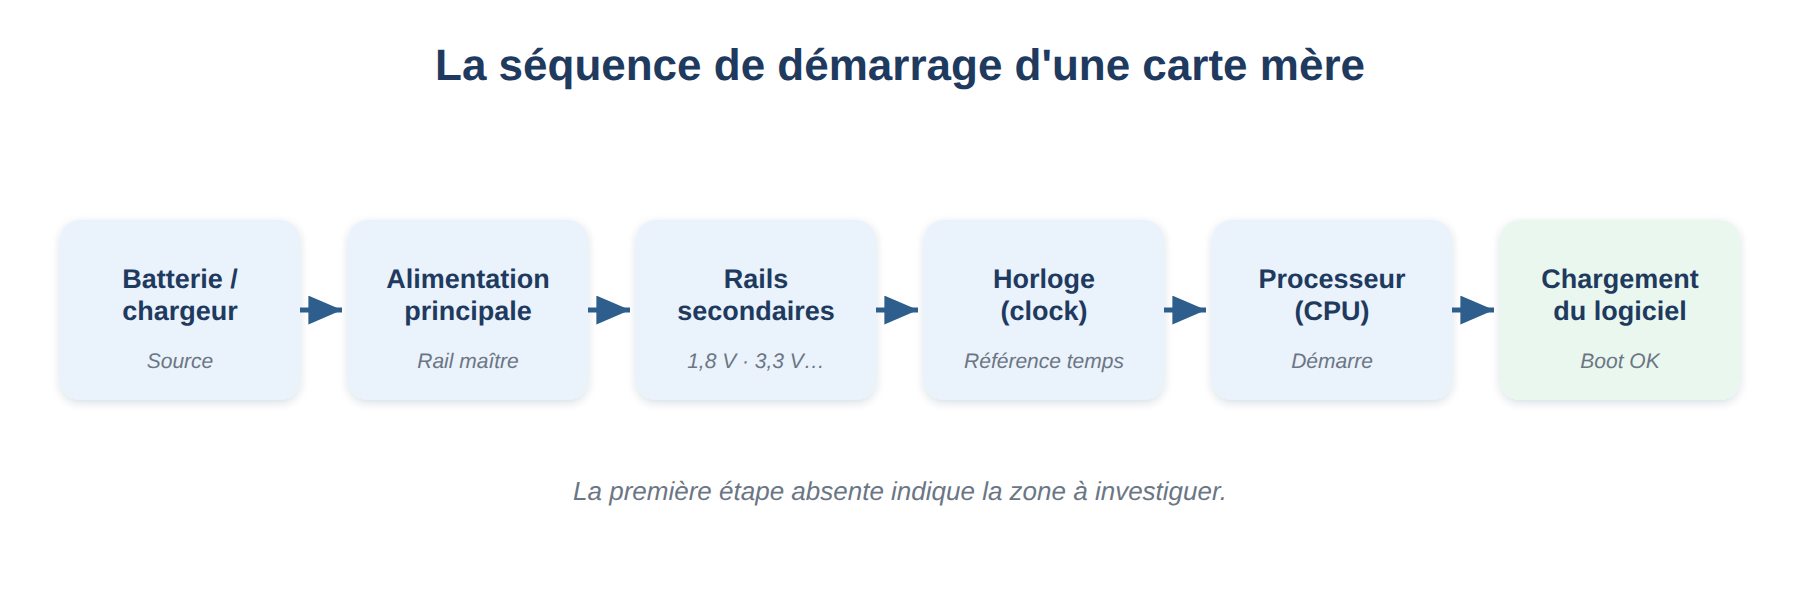 La séquence de démarrage d'une carte mère
Batterie /
chargeur
Source
Alimentation
principale
Rail maître
Rails
secondaires
1,8 V · 3,3 V…
Horloge
(clock)
Référence temps
Processeur
(CPU)
Démarre
Chargement
du logiciel
Boot OK
La première étape absente indique la zone à investiguer.